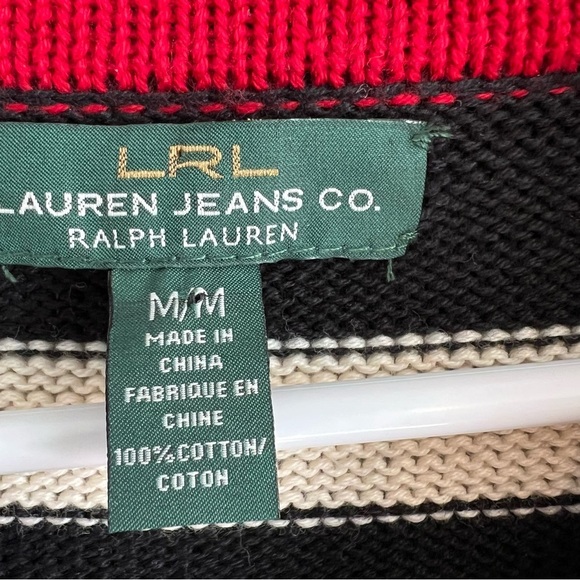 LRL
LAUREN JEANS CO.
RALPH LAUREN
M/M
MADE IN
CHINA
FABRIQUE EN
CHINE
100% COTTON/
COTON